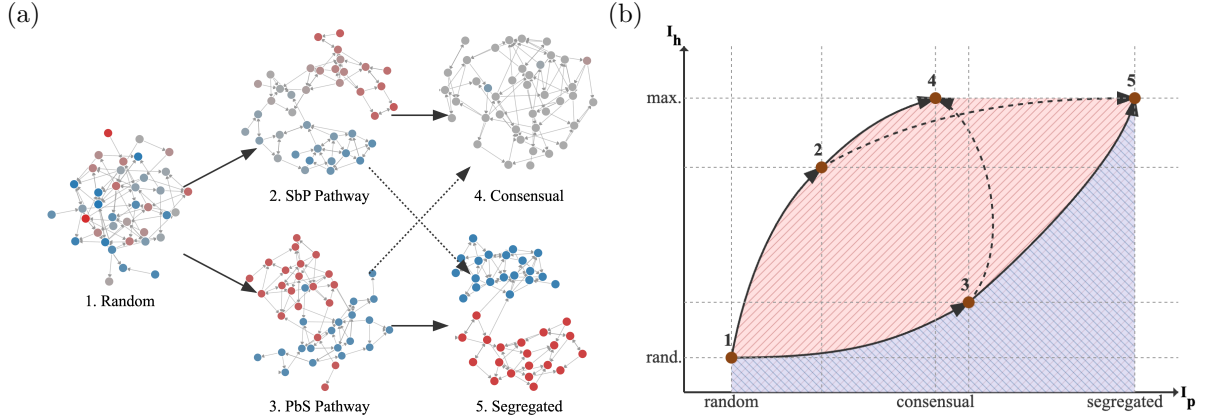 (a)
1. Random
2. SbP Pathway
3. PbS Pathway
4. Consensual
5. Segregated
(b)
I_h
max.
rand.
1
2
3
4
5
random
consensual
segregated
I_p